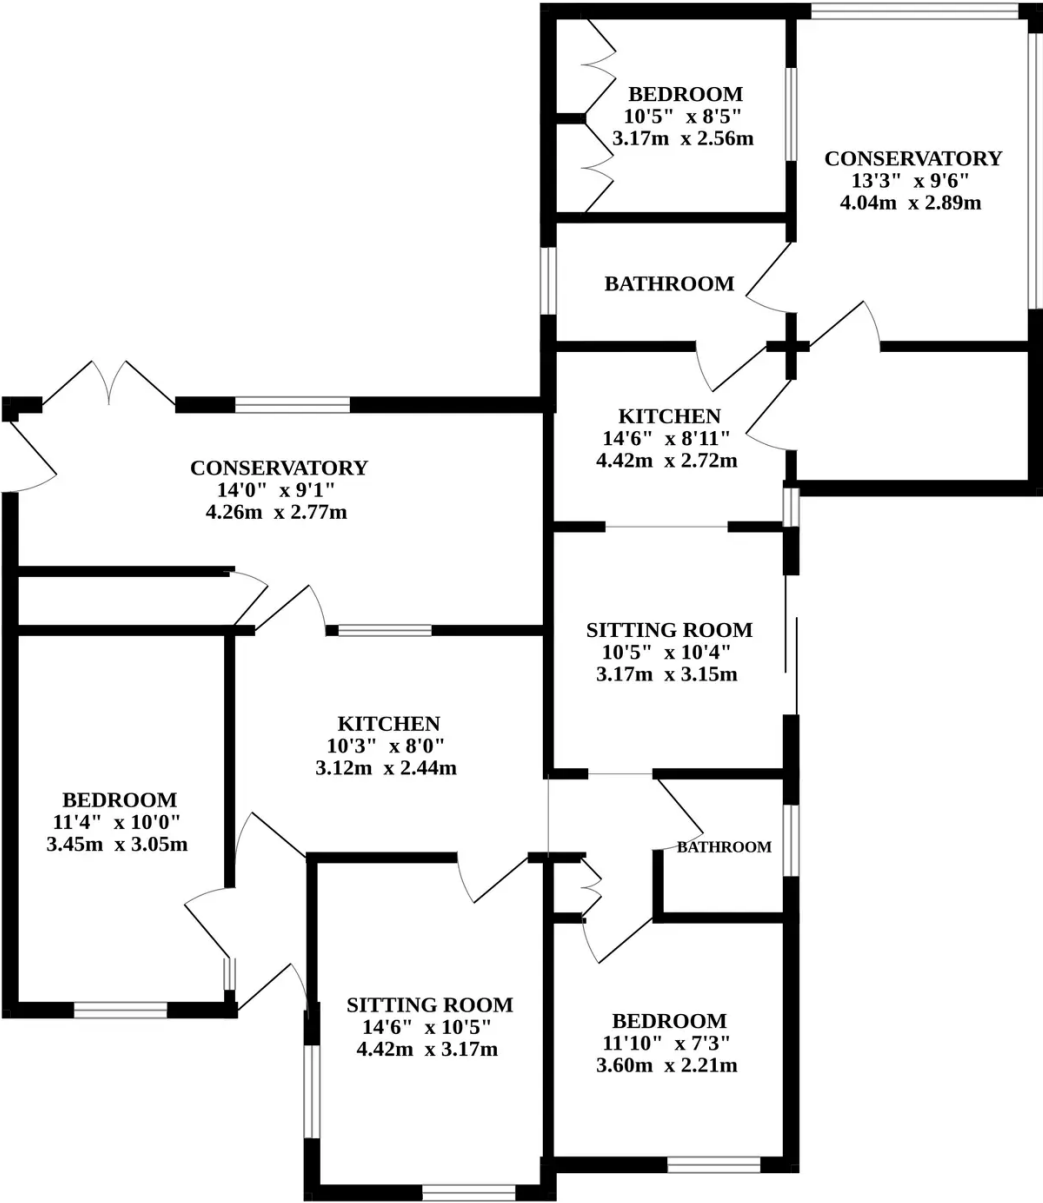 BEDROOM
10'5" x 8'5"
3.17m x 2.56m
CONSERVATORY
13'3" x 9'6"
4.04m x 2.89m
BATHROOM
KITCHEN
14'6" x 8'11"
4.42m x 2.72m
CONSERVATORY
14'0" x 9'1"
4.26m x 2.77m
SITTING ROOM
10'5" x 10'4"
3.17m x 3.15m
KITCHEN
10'3" x 8'0"
3.12m x 2.44m
BEDROOM
11'4" x 10'0"
3.45m x 3.05m
BATHROOM
SITTING ROOM
14'6" x 10'5"
4.42m x 3.17m
BEDROOM
11'10" x 7'3"
3.60m x 2.21m